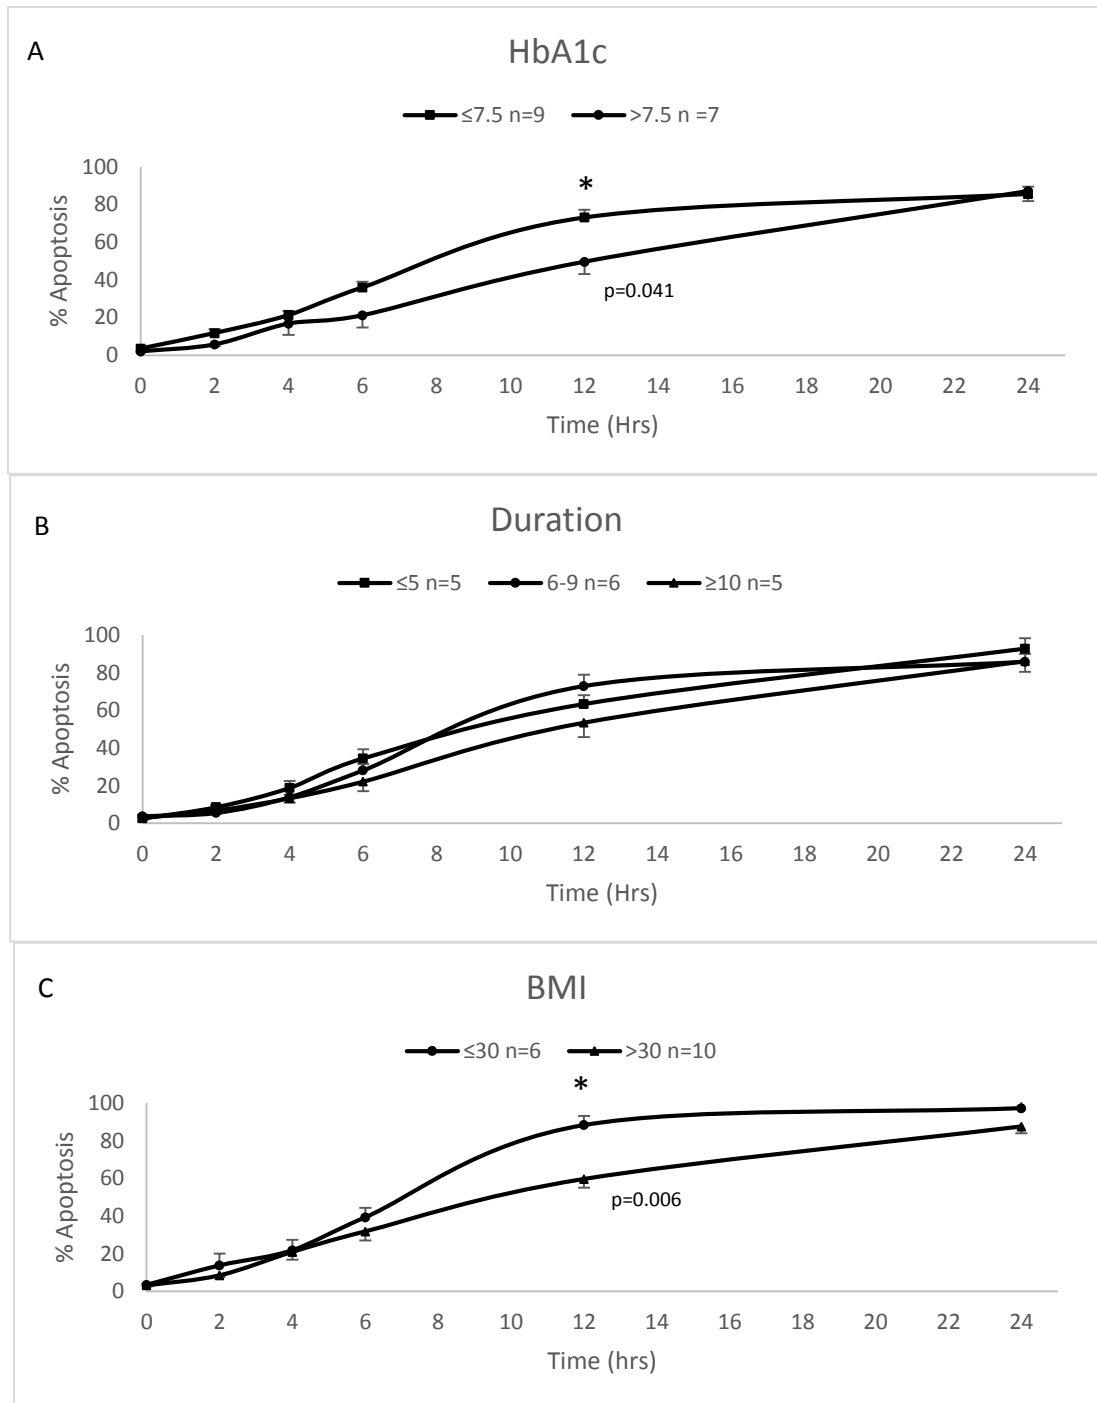 A
HbA1c
≤7.5 n=9 >7.5 n =7
100
80
60
40
20
0
% Apoptosis
*
p=0.041
0 2 4 6 8 10 12 14 16 18 20 22 24
Time (Hrs)
B
Duration
≤5 n=5 6-9 n=6 ≥10 n=5
100
80
60
40
20
0
% Apoptosis
0 2 4 6 8 10 12 14 16 18 20 22 24
Time (Hrs)
C
BMI
≤30 n=6 >30 n=10
*
100
80
60
40
20
0
% Apoptosis
p=0.006
0 2 4 6 8 10 12 14 16 18 20 22 24
Time (hrs)